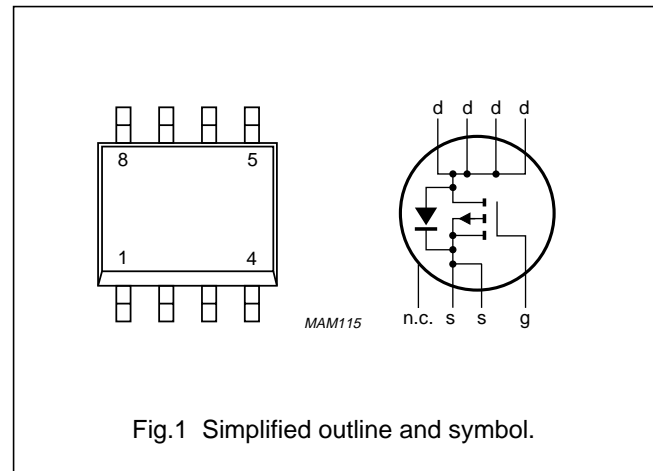 8 5
1 4
MAM115
d d d d
n.c. s s g
Fig.1 Simplified outline and symbol.